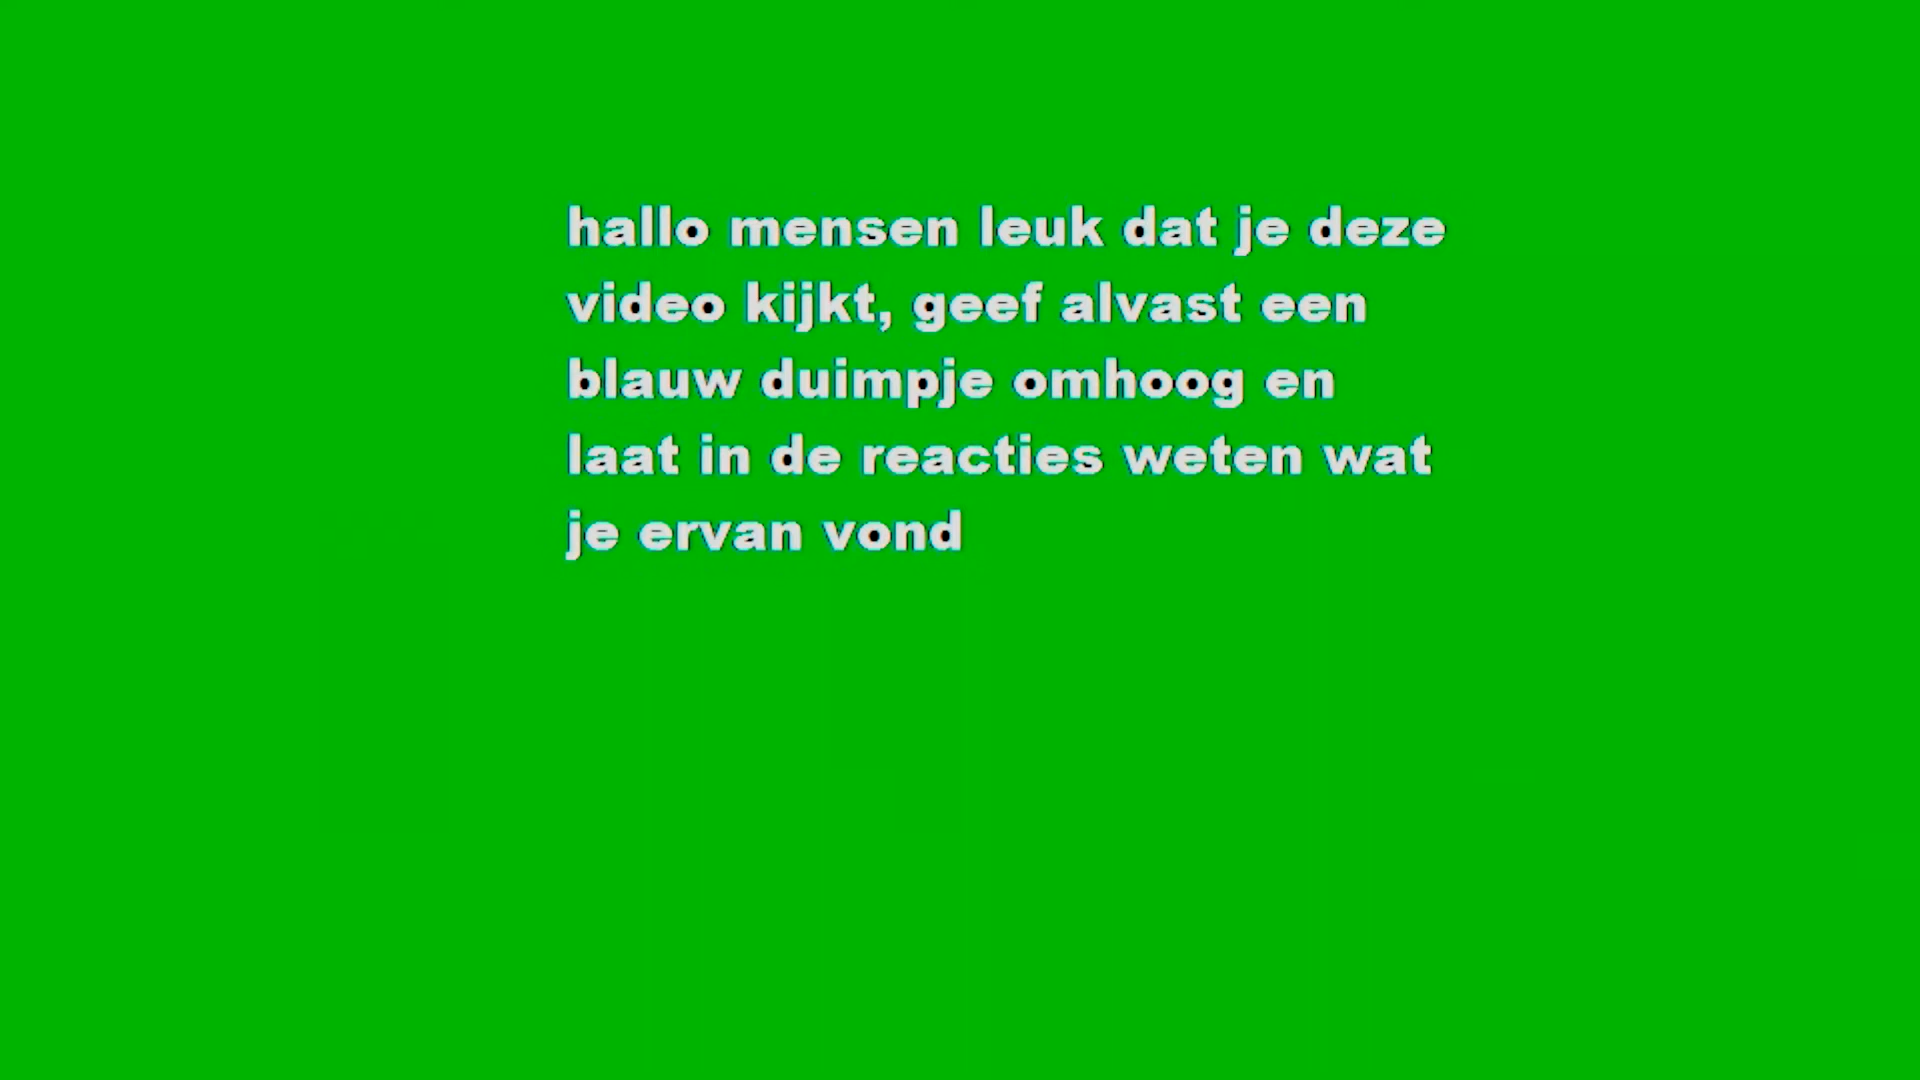 hallo mensen leuk dat je deze
video kijkt, geef alvast een
blauw duimpje omhoog en
laat in de reacties weten wat
je ervan vond